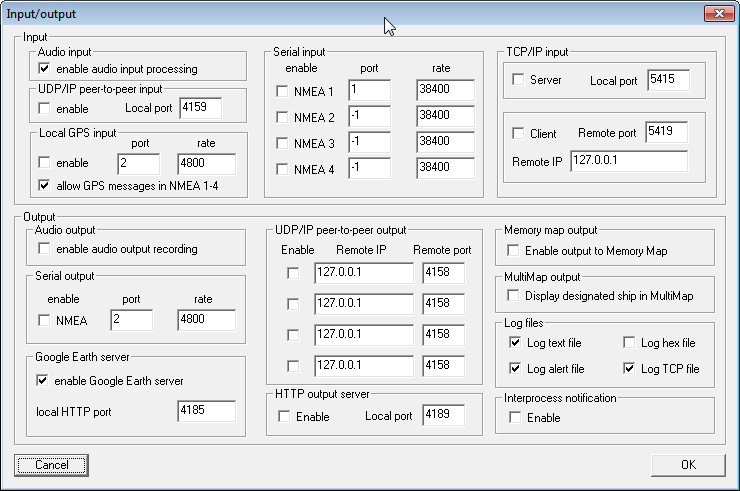 Input/output
Input
Audio input
enable audio input processing
UDP/IP peer-to-peer input
enable Local port 4159
Local GPS input
port rate
enable 2 4800
allow GPS messages in NMEA 1-4
Serial input
enable port rate
NMEA 1 1 38400
NMEA 2 -1 38400
NMEA 3 -1 38400
NMEA 4 -1 38400
TCP/IP input
Server Local port 5415
Client Remote port 5419
Remote IP 127.0.0.1
Output
Audio output
enable audio output recording
Serial output
enable port rate
NMEA 2 4800
Google Earth server
enable Google Earth server
local HTTP port 4185
UDP/IP peer-to-peer output
Enable Remote IP Remote port
127.0.0.1 4158
127.0.0.1 4158
127.0.0.1 4158
127.0.0.1 4158
HTTP output server
Enable Local port 4189
Memory map output
Enable output to Memory Map
MultiMap output
Display designated ship in MultiMap
Log files
Log text file Log hex file
Log alert file Log TCP file
Interprocess notification
Enable
Cancel OK